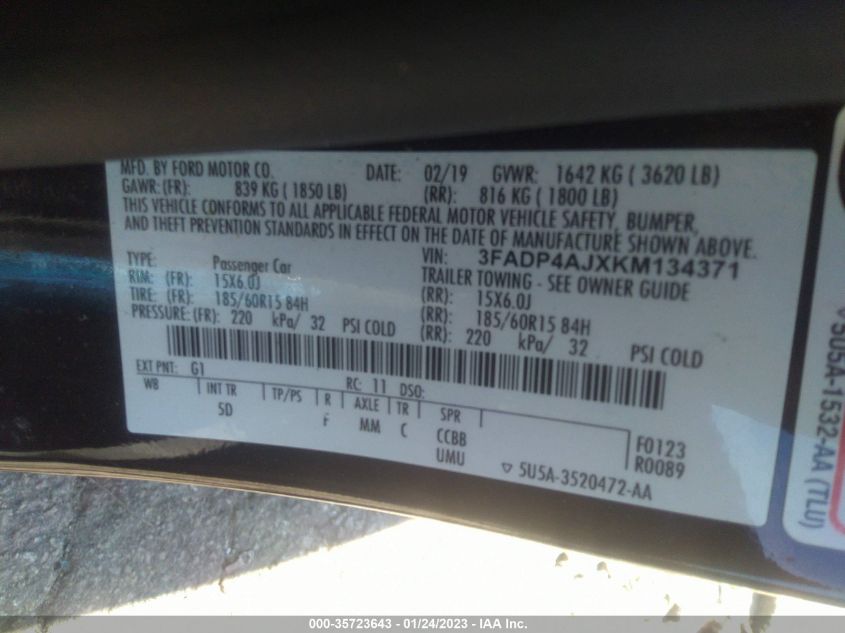 MFD. BY FORD MOTOR CO. DATE: 02/19 GVWR: 1642 KG ( 3620 LB)
GAWR: (FR): 839 KG ( 1850 LB) (RR): 816 KG ( 1800 LB)
THIS VEHICLE CONFORMS TO ALL APPLICABLE FEDERAL MOTOR VEHICLE SAFETY, BUMPER,
AND THEFT PREVENTION STANDARDS IN EFFECT ON THE DATE OF MANUFACTURE SHOWN ABOVE.
VIN: 3FADP4AJXKM134371
TYPE: Passenger Car TRAILER TOWING - SEE OWNER GUIDE
RIM: (FR): 15X6.0J (RR): 15X6.0J
TIRE: (FR): 185/60R15 84H (RR): 185/60R15 84H
PRESSURE: (FR): 220 kPa/ 32 PSI COLD (RR): 220 kPa/ 32 PSI COLD
EXT PNT: G1 RC: 11 DSO:
WB INT TR TP/PS R AXLE TR SPR
5D F MM C CCBB F0123
UMU R0089
▽ 5U5A-3520472-AA
505A-1532-AA (TLU)
000-35723643 - 01/24/2023 - IAA Inc.